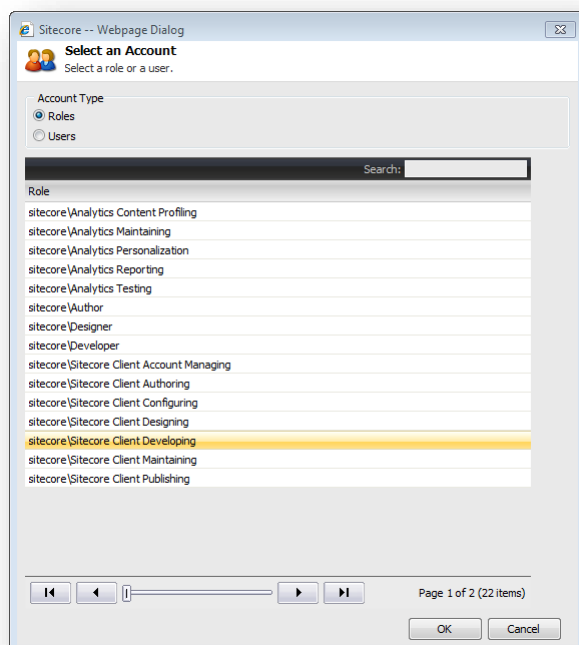 Sitecore -- Webpage Dialog
Select an Account
Select a role or a user.
Account Type
Roles
Users
Search:
Role
sitecore\Analytics Content Profiling
sitecore\Analytics Maintaining
sitecore\Analytics Personalization
sitecore\Analytics Reporting
sitecore\Analytics Testing
sitecore\Author
sitecore\Designer
sitecore\Developer
sitecore\Sitecore Client Account Managing
sitecore\Sitecore Client Authoring
sitecore\Sitecore Client Configuring
sitecore\Sitecore Client Designing
sitecore\Sitecore Client Developing
sitecore\Sitecore Client Maintaining
sitecore\Sitecore Client Publishing
Page 1 of 2 (22 items)
OK Cancel